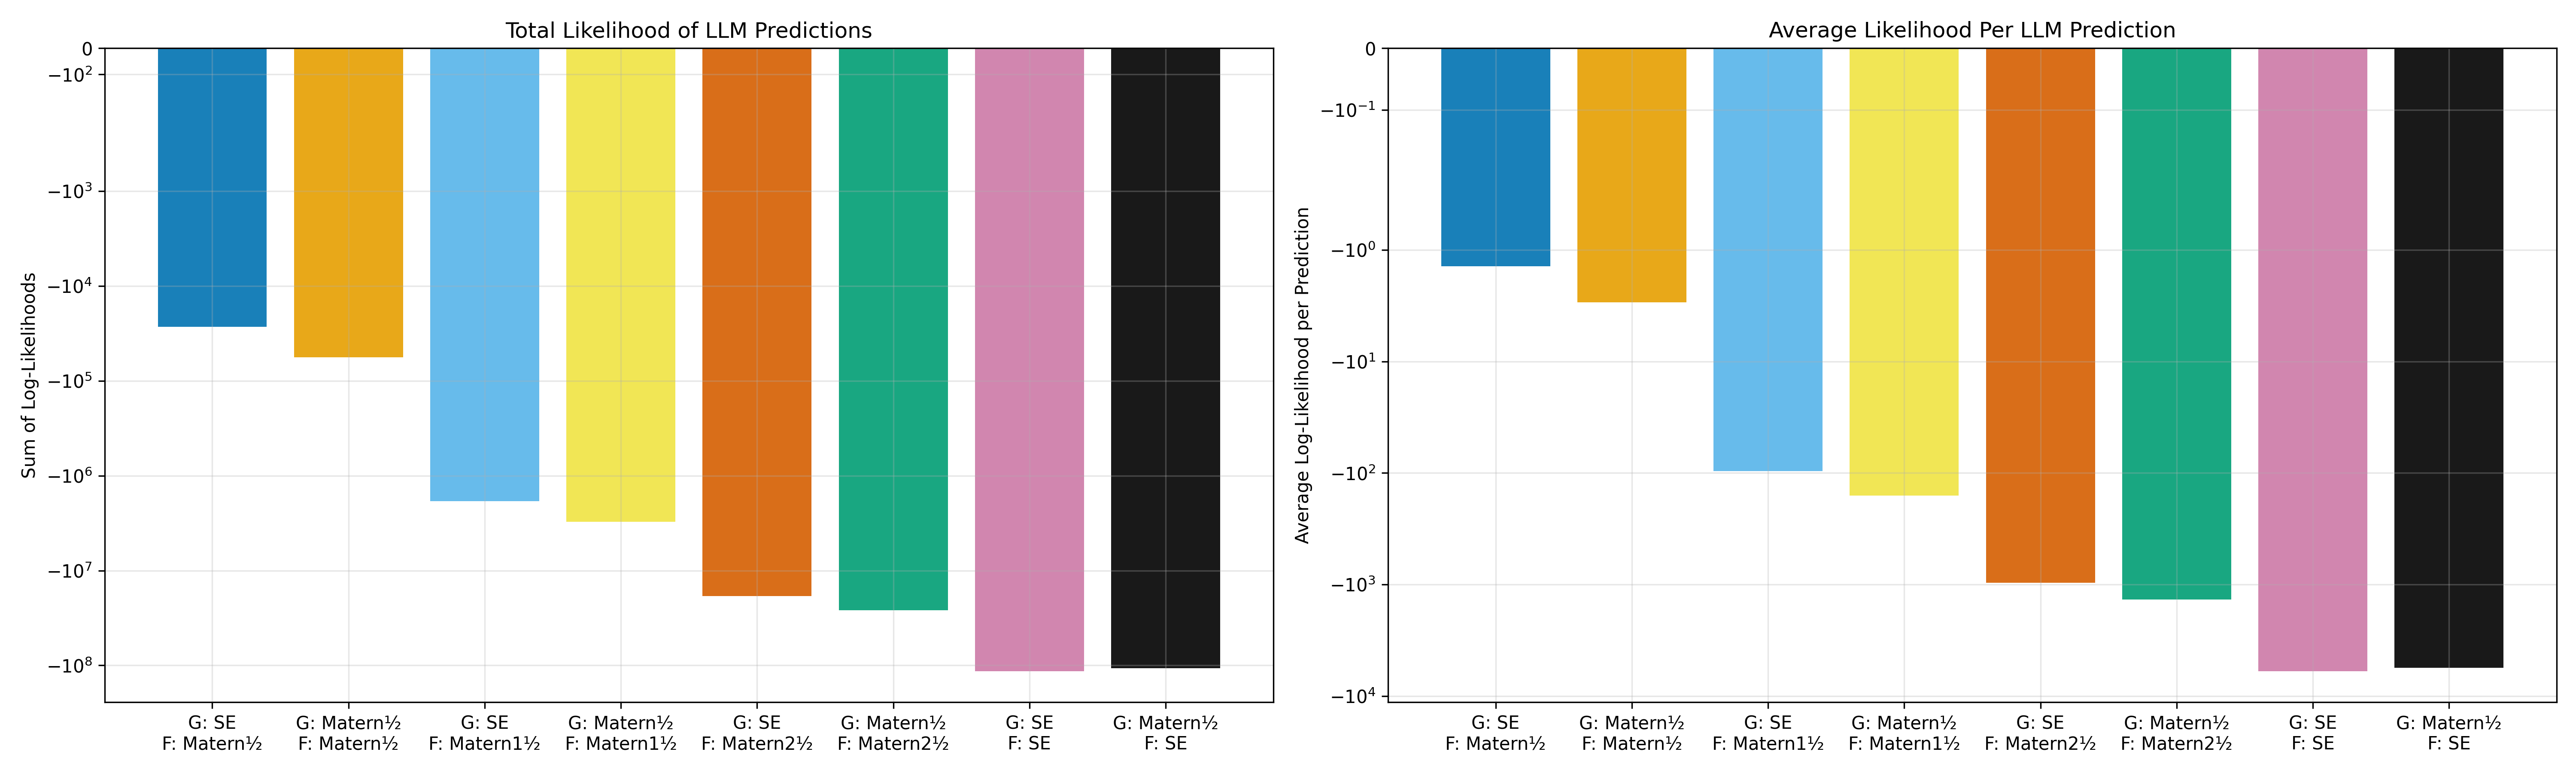 Total Likelihood of LLM Predictions
Sum of Log-Likelihoods
0
−10²
−10³
−10⁴
−10⁵
−10⁶
−10⁷
−10⁸
G: SE
F: Matern½
G: Matern½
F: Matern½
G: SE
F: Matern1½
G: Matern½
F: Matern1½
G: SE
F: Matern2½
G: Matern½
F: Matern2½
G: SE
F: SE
G: Matern½
F: SE
Average Likelihood Per LLM Prediction
Average Log-Likelihood per Prediction
0
−10⁻¹
−10⁰
−10¹
−10²
−10³
−10⁴
G: SE
F: Matern½
G: Matern½
F: Matern½
G: SE
F: Matern1½
G: Matern½
F: Matern1½
G: SE
F: Matern2½
G: Matern½
F: Matern2½
G: SE
F: SE
G: Matern½
F: SE